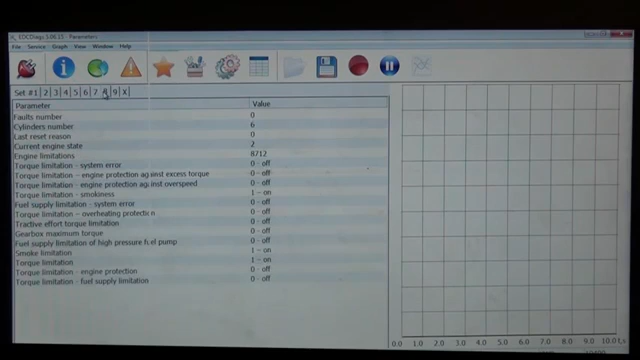 EDCDiags 3.06.15 - Parameters
File Service Graph View Window Help
Set #1 | 2 | 3 | 4 | 5 | 6 | 7 | 8 | 9 | X |
Parameter Value
Faults number 0
Cylinders number 6
Last reset reason 0
Current engine state 2
Engine limitations 8712
Torque limitation - system error 0 - off
Torque limitation - engine protection against excess torque 0 - off
Torque limitation - engine protection against overspeed 0 - off
Torque limitation - smokiness 1 - on
Fuel supply limitation - system error 0 - off
Torque limitation - overheating protection 0 - off
Tractive effort torque limitation 0 - off
Gearbox maximum torque 0 - off
Fuel supply limitation of high pressure fuel pump 0 - off
Smoke limitation 1 - on
Torque limitation 1 - on
Torque limitation - engine protection 0 - off
Torque limitation - fuel supply limitation 0 - off
0.0 1.0 2.0 3.0 4.0 5.0 6.0 7.0 8.0 9.0 10.0 t,s